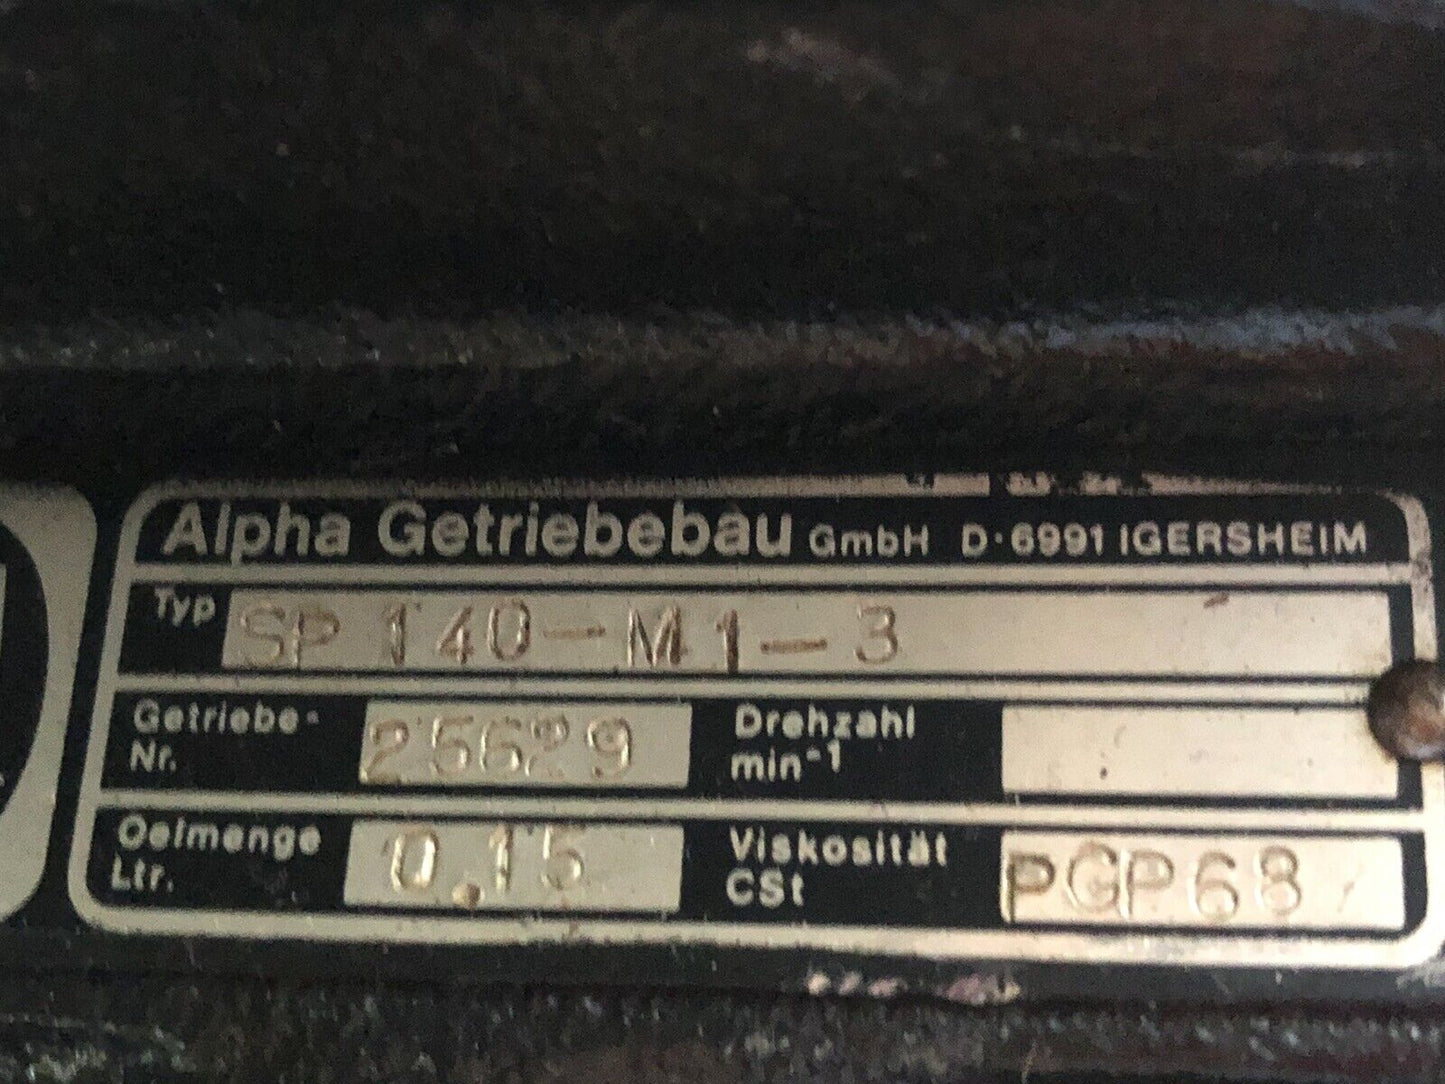 Alpha Getriebebau GmbH D·6991 IGERSHEIM
Typ SP 140-M1-3
Getriebe- 25629 Drehzahl
Nr. min-1
Oelmenge 0.15 Viskosität PGP68
Ltr. CSt